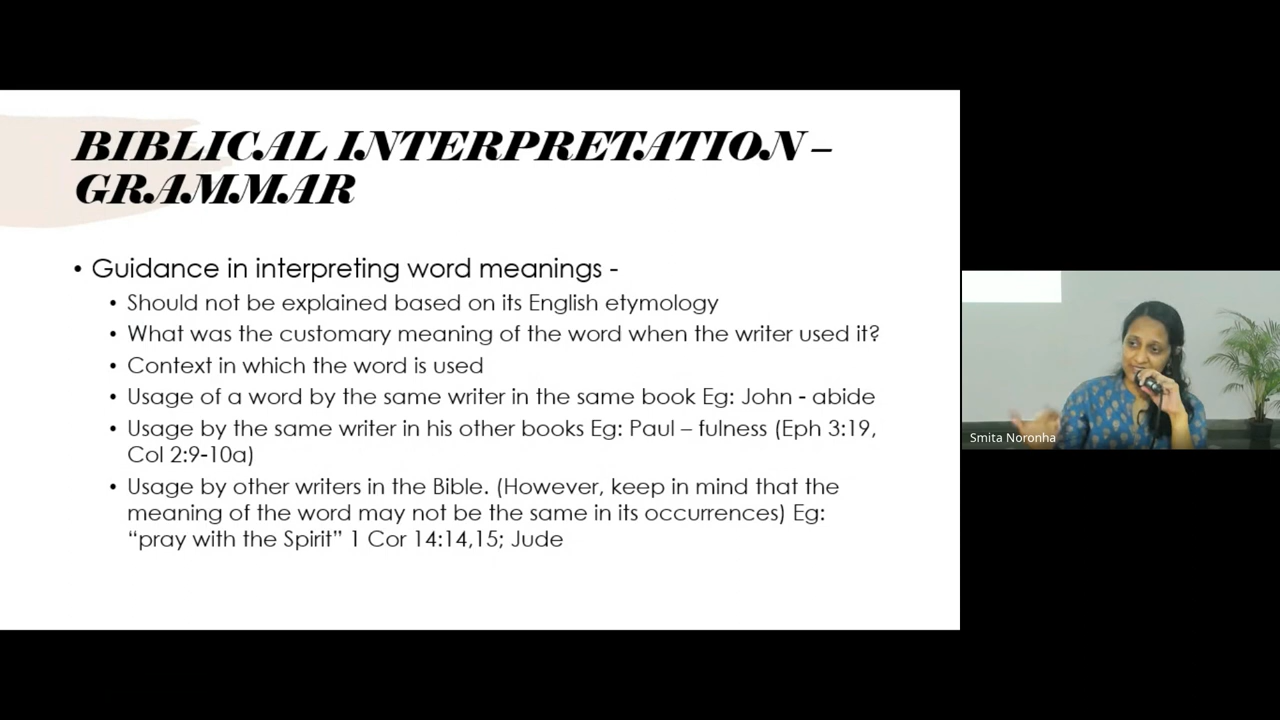 BIBLICAL INTERPRETATION –
GRAMMAR
• Guidance in interpreting word meanings -
• Should not be explained based on its English etymology
• What was the customary meaning of the word when the writer used it?
• Context in which the word is used
• Usage of a word by the same writer in the same book Eg: John - abide
• Usage by the same writer in his other books Eg: Paul – fulness (Eph 3:19,
Col 2:9-10a)
• Usage by other writers in the Bible. (However, keep in mind that the
meaning of the word may not be the same in its occurrences) Eg:
“pray with the Spirit” 1 Cor 14:14,15; Jude
Smita Noronha